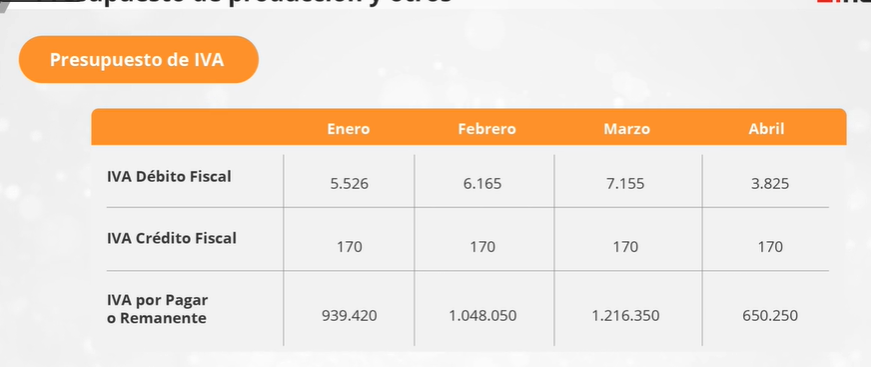 y otros
Presupuesto de IVA
Enero Febrero Marzo Abril
IVA Débito Fiscal 5.526 6.165 7.155 3.825
IVA Crédito Fiscal 170 170 170 170
IVA por Pagar
o Remanente 939.420 1.048.050 1.216.350 650.250